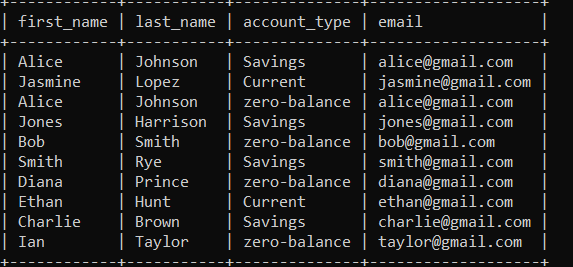 +------------+-----------+--------------+-------------------+
| first_name | last_name | account_type | email             |
+------------+-----------+--------------+-------------------+
| Alice      | Johnson   | Savings      | alice@gmail.com   |
| Jasmine    | Lopez     | Current      | jasmine@gmail.com |
| Alice      | Johnson   | zero-balance | alice@gmail.com   |
| Jones      | Harrison  | Savings      | jones@gmail.com   |
| Bob        | Smith     | zero-balance | bob@gmail.com     |
| Smith      | Rye       | Savings      | smith@gmail.com   |
| Diana      | Prince    | zero-balance | diana@gmail.com   |
| Ethan      | Hunt      | Current      | ethan@gmail.com   |
| Charlie    | Brown     | Savings      | charlie@gmail.com |
| Ian        | Taylor    | zero-balance | taylor@gmail.com  |
+------------+-----------+--------------+-------------------+